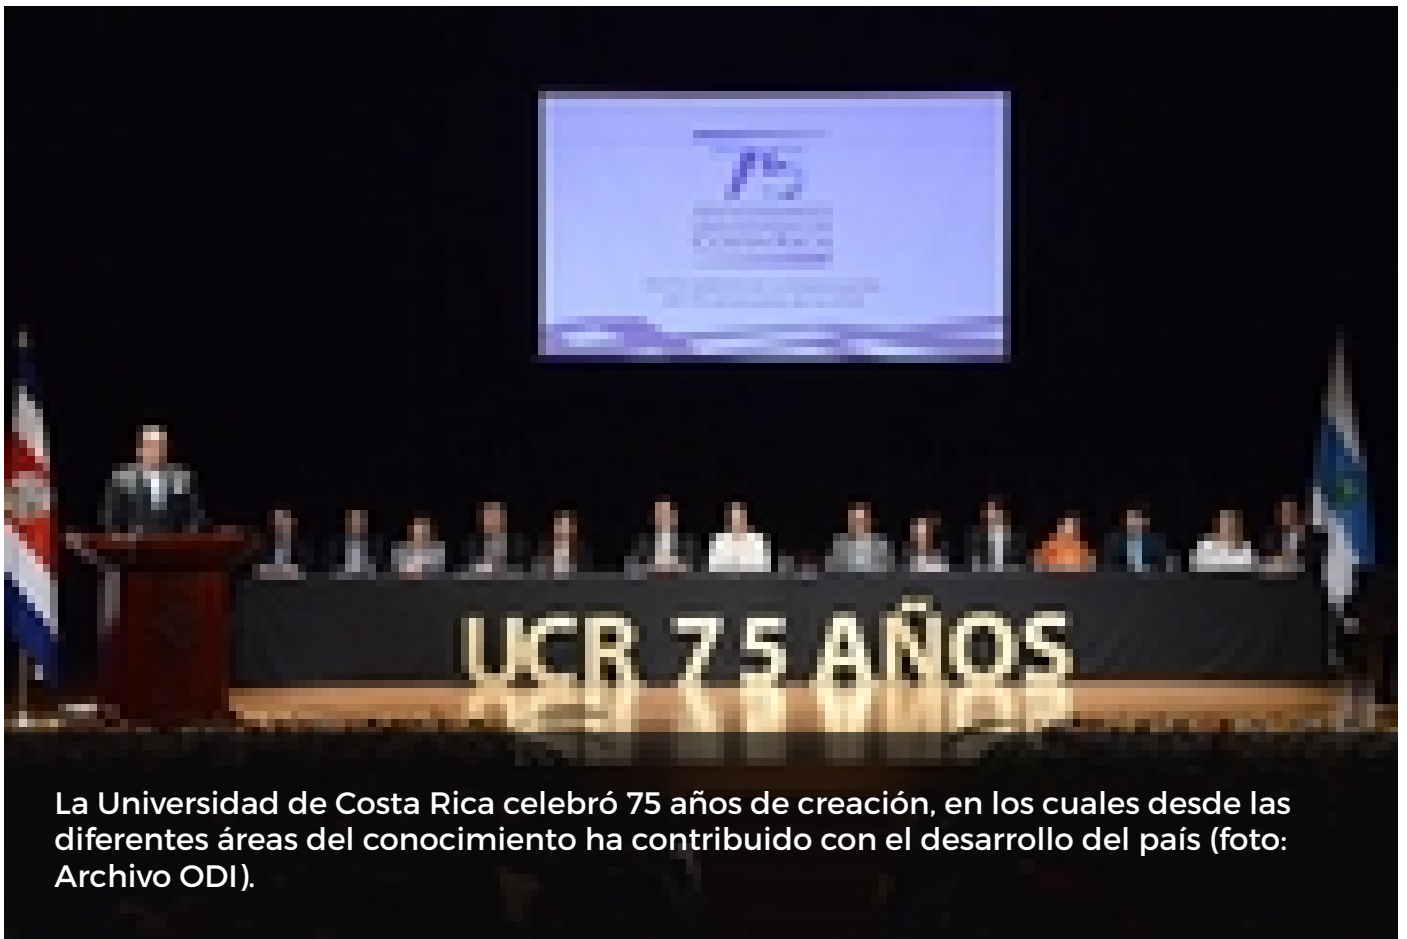 75
UCR 75 AÑOS
La Universidad de Costa Rica celebró 75 años de creación, en los cuales desde las
diferentes áreas del conocimiento ha contribuido con el desarrollo del país (foto:
Archivo ODI).